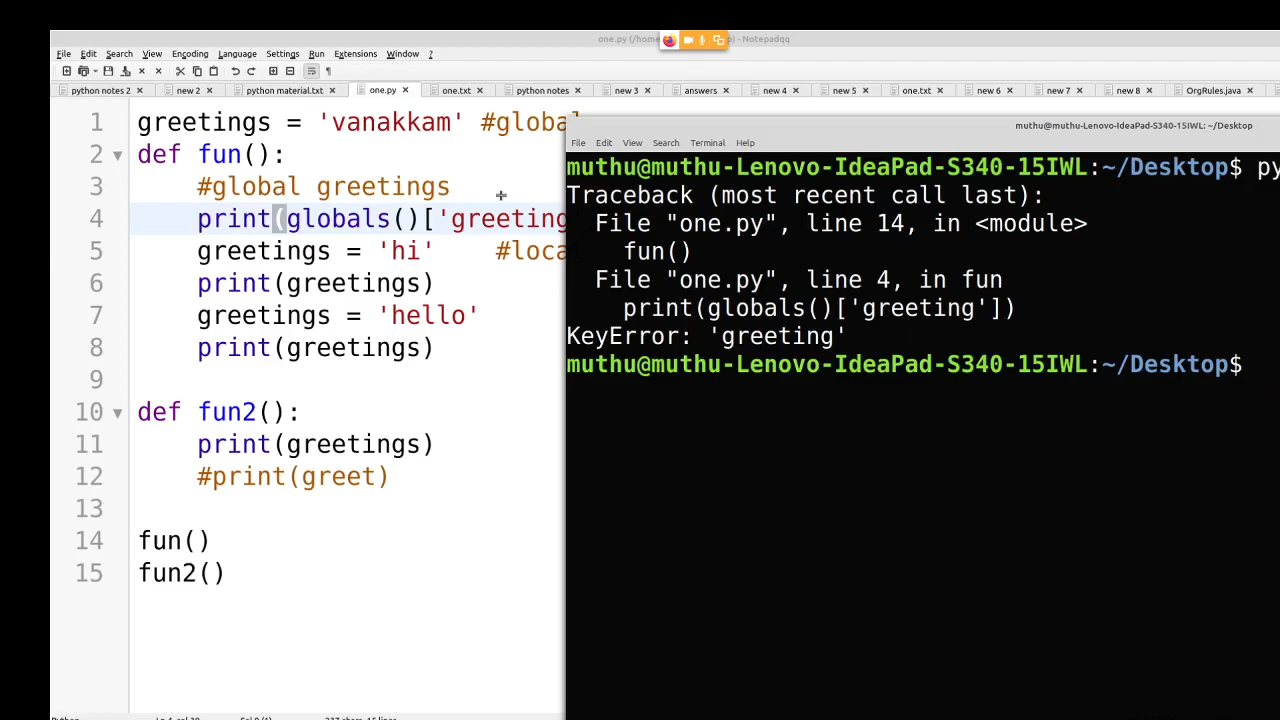 one.py (/home p) - Notepadqq
File Edit Search View Encoding Language Settings Run Extensions Window ?
python notes 2 new 2 python material.txt one.py one.txt python notes new 3 answers new 4 new 5 one.txt new 6 new 7 new 8 OrgRules.java
1 greetings = 'vanakkam' #global
2 def fun():
3 #global greetings
4 print(globals()['greeting
5 greetings = 'hi' #loca
6 print(greetings)
7 greetings = 'hello'
8 print(greetings)
9
10 def fun2():
11 print(greetings)
12 #print(greet)
13
14 fun()
15 fun2()
muthu@muthu-Lenovo-IdeaPad-S340-15IWL: ~/Desktop
File Edit View Search Terminal Help
muthu@muthu-Lenovo-IdeaPad-S340-15IWL:~/Desktop$ py
Traceback (most recent call last):
File "one.py", line 14, in <module>
fun()
File "one.py", line 4, in fun
print(globals()['greeting'])
KeyError: 'greeting'
muthu@muthu-Lenovo-IdeaPad-S340-15IWL:~/Desktop$